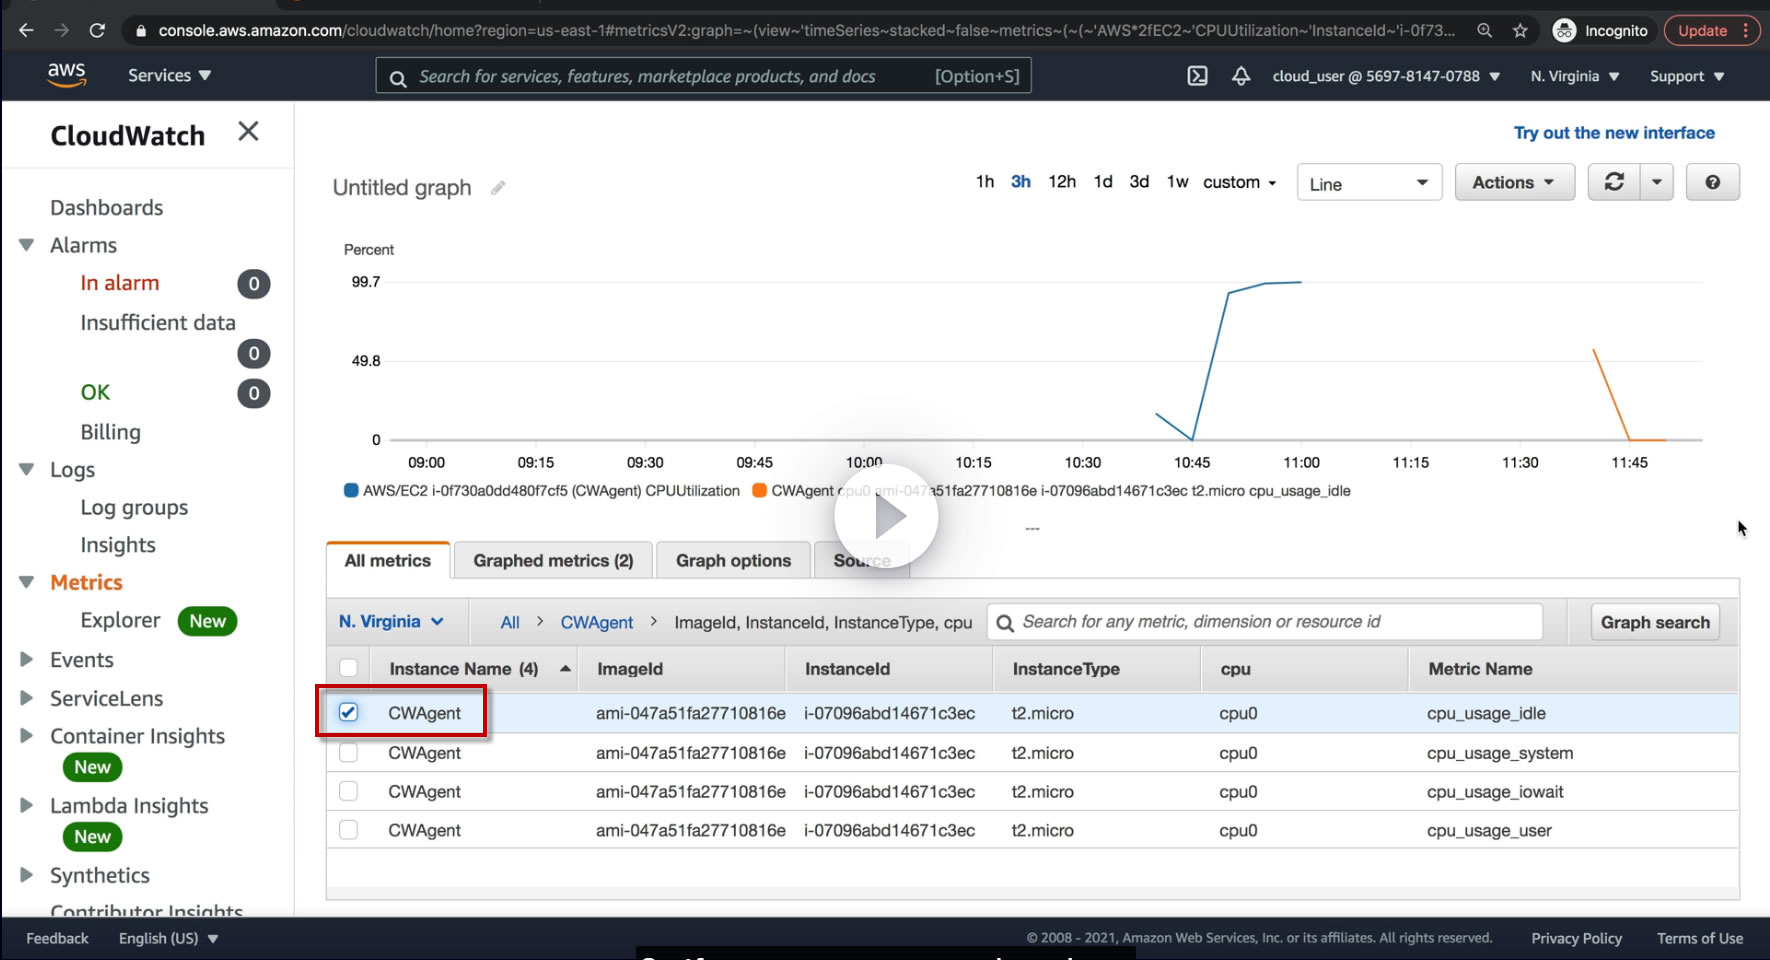 console.aws.amazon.com/cloudwatch/home?region=us-east-1#metricsV2:graph=~(view~'timeSeries~stacked~false~metrics~(~(~'AWS*2fEC2~'CPUUtilization~'InstanceId~'i-0f73...
Incognito
Update
aws
Services
Search for services, features, marketplace products, and docs
[Option+S]
cloud_user @ 5697-8147-0788
N. Virginia
Support
CloudWatch
Dashboards
Alarms
In alarm
0
Insufficient data
0
OK
0
Billing
Logs
Log groups
Insights
Metrics
Explorer
New
Events
ServiceLens
Container Insights
New
Lambda Insights
New
Synthetics
Contributor Insights
Try out the new interface
Untitled graph
1h 3h 12h 1d 3d 1w custom
Line
Actions
?
Percent
99.7
49.8
0
09:00 09:15 09:30 09:45 10:00 10:15 10:30 10:45 11:00 11:15 11:30 11:45
AWS/EC2 i-0f730a0dd480f7cf5 (CWAgent) CPUUtilization
CWAgent cpu0 ami-047a51fa27710816e i-07096abd14671c3ec t2.micro cpu_usage_idle
---
All metrics
Graphed metrics (2)
Graph options
Source
N. Virginia
All > CWAgent > ImageId, InstanceId, InstanceType, cpu
Search for any metric, dimension or resource id
Graph search
Instance Name (4) ImageId InstanceId InstanceType cpu Metric Name
CWAgent ami-047a51fa27710816e i-07096abd14671c3ec t2.micro cpu0 cpu_usage_idle
CWAgent ami-047a51fa27710816e i-07096abd14671c3ec t2.micro cpu0 cpu_usage_system
CWAgent ami-047a51fa27710816e i-07096abd14671c3ec t2.micro cpu0 cpu_usage_iowait
CWAgent ami-047a51fa27710816e i-07096abd14671c3ec t2.micro cpu0 cpu_usage_user
Feedback
English (US)
© 2008 - 2021, Amazon Web Services, Inc. or its affiliates. All rights reserved.
Privacy Policy
Terms of Use